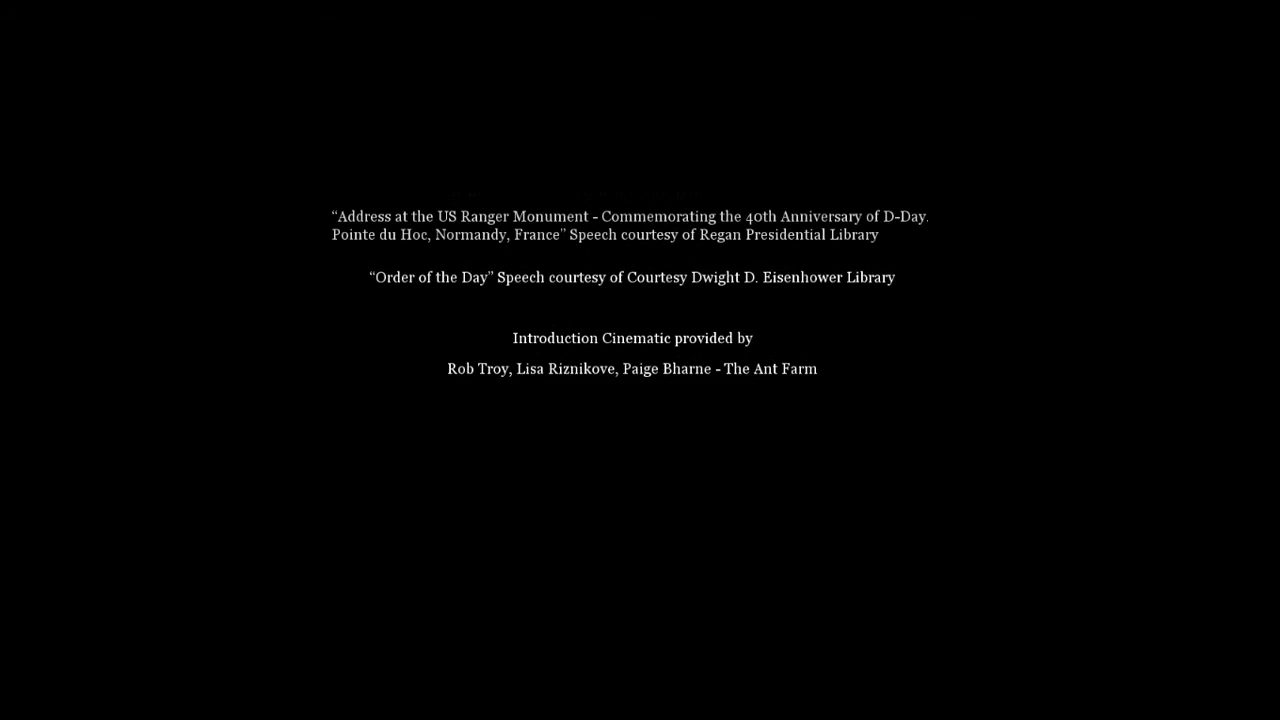 “Address at the US Ranger Monument - Commemorating the 40th Anniversary of D-Day.
Pointe du Hoc, Normandy, France” Speech courtesy of Regan Presidential Library
“Order of the Day” Speech courtesy of Courtesy Dwight D. Eisenhower Library
Introduction Cinematic provided by
Rob Troy, Lisa Riznikove, Paige Bharne - The Ant Farm